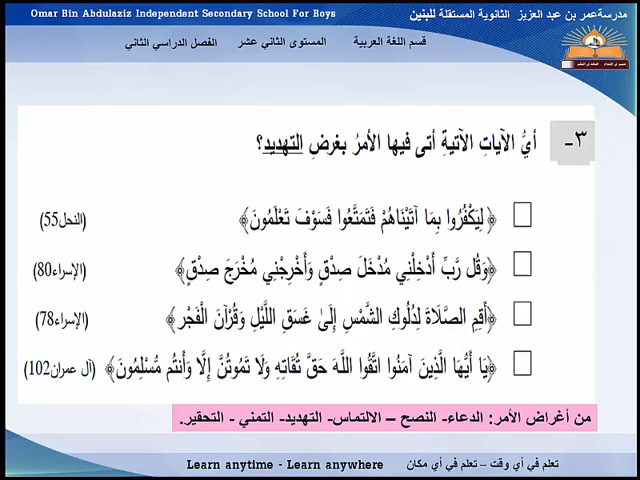 Omar Bin Abdulaziz Independent Secondary School For Boys
مدرسة عمر بن عبد العزيز الثانوية المستقلة للبنين
قسم اللغة العربية المستوى الثاني عشر الفصل الدراسي الثاني
٣- أيُّ الآياتِ الآتيةِ أتى فيها الأمرُ بغرضِ التهديد؟
﴿لِيَكْفُرُوا بِمَا آتَيْنَاهُمْ فَتَمَتَّعُوا فَسَوْفَ تَعْلَمُونَ﴾ (النحل55)
﴿وَقُل رَّبِّ أَدْخِلْنِي مُدْخَلَ صِدْقٍ وَأَخْرِجْنِي مُخْرَجَ صِدْقٍ﴾ (الإسراء80)
﴿أَقِمِ الصَّلَاةَ لِدُلُوكِ الشَّمْسِ إِلَىٰ غَسَقِ اللَّيْلِ وَقُرْآنَ الْفَجْرِ﴾ (الإسراء78)
﴿يَا أَيُّهَا الَّذِينَ آمَنُوا اتَّقُوا اللَّهَ حَقَّ تُقَاتِهِ وَلَا تَمُوتُنَّ إِلَّا وَأَنتُم مُّسْلِمُونَ﴾ (آل عمران102)
من أغراض الأمر: الدعاء- النصح – الالتماس- التهديد- التمني - التحقير.
Learn anytime - Learn anywhere
تعلم في أي وقت – تعلم في أي مكان